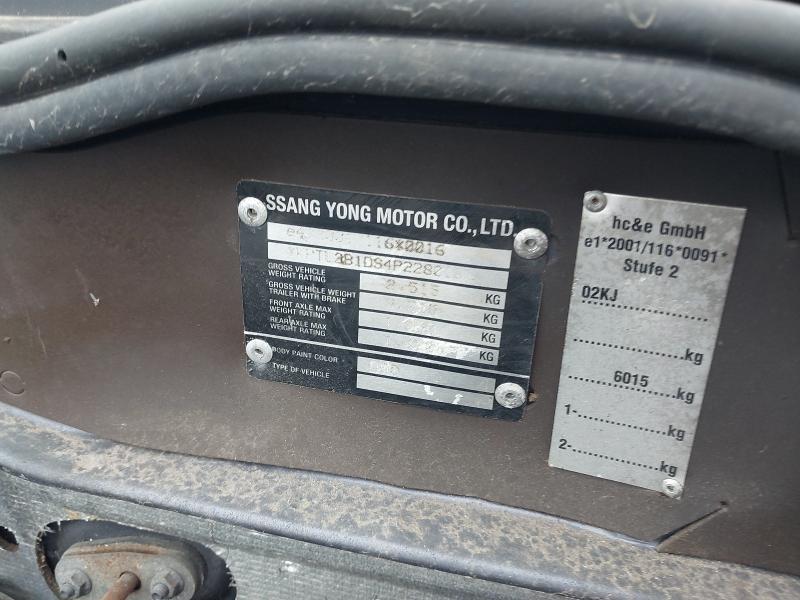 SSANG YONG MOTOR CO., LTD.
16*0016
GROSS VEHICLE
WEIGHT RATING
GROSS VEHICLE WEIGHT
TRAILER WITH BRAKE
KG
FRONT AXLE MAX
WEIGHT RATING
KG
REAR AXLE MAX
WEIGHT RATING
KG
BODY PAINT COLOR
TYPE OF VEHICLE
hc&e GmbH
e1*2001/116*0091*
Stufe 2
02KJ
kg
6015 kg
1- kg
2- kg